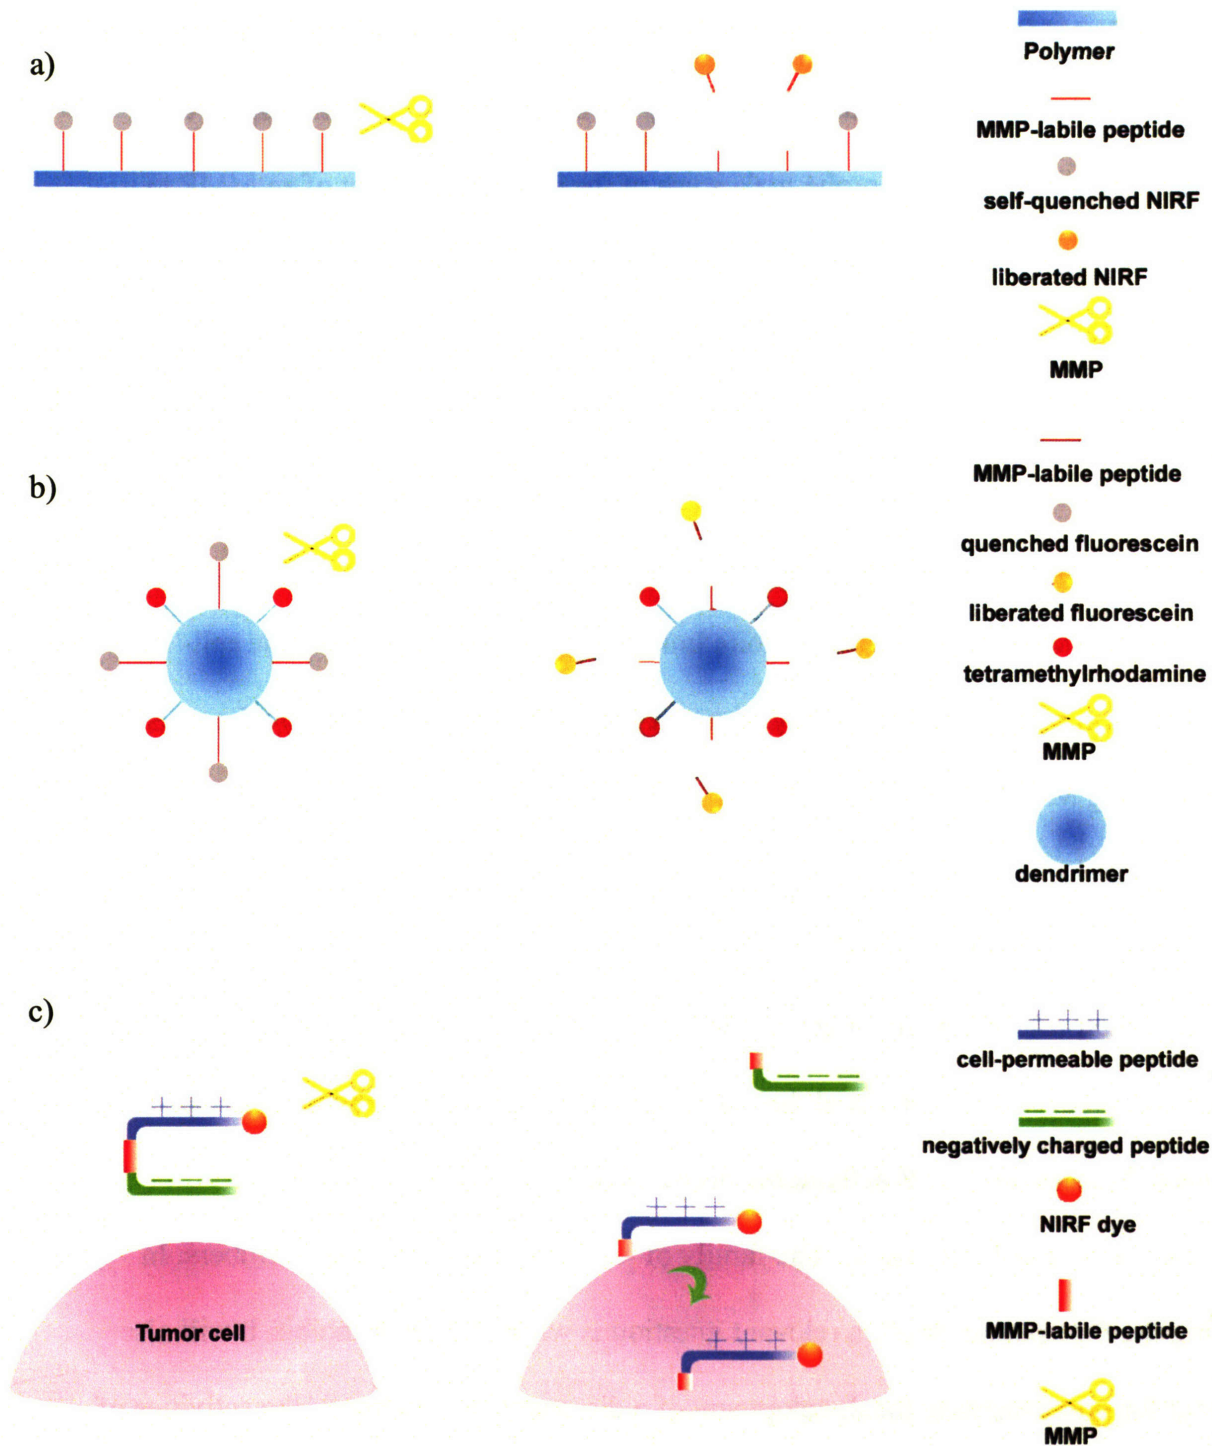 a)
Polymer
MMP-labile peptide
self-quenched NIRF
liberated NIRF
MMP
b)
MMP-labile peptide
quenched fluorescein
liberated fluorescein
tetramethylrhodamine
MMP
dendrimer
c)
cell-permeable peptide
negatively charged peptide
NIRF dye
Tumor cell
MMP-labile peptide
MMP